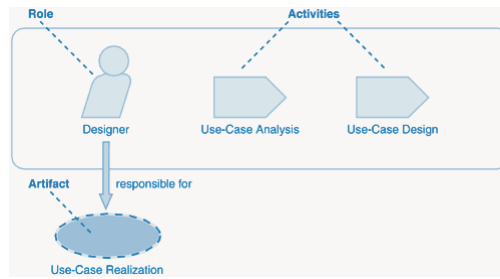 Role
Activities
Designer
Use-Case Analysis
Use-Case Design
Artifact
responsible for
Use-Case Realization